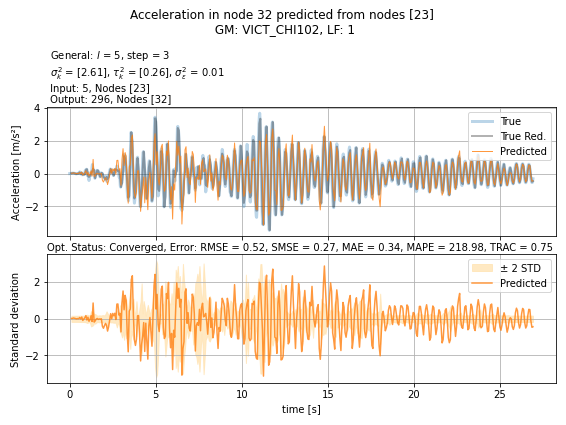 Acceleration in node 32 predicted from nodes [23]
GM: VICT_CHI102, LF: 1
General: l = 5, step = 3
σ²ₖ = [2.61], τ²ₖ = [0.26], σ²ε = 0.01
Input: 5, Nodes [23]
Output: 296, Nodes [32]
Acceleration [m/s²]
4
2
0
−2
True
True Red.
Predicted
Opt. Status: Converged, Error: RMSE = 0.52, SMSE = 0.27, MAE = 0.34, MAPE = 218.98, TRAC = 0.75
Standard deviation
2
0
−2
± 2 STD
Predicted
0 5 10 15 20 25
time [s]